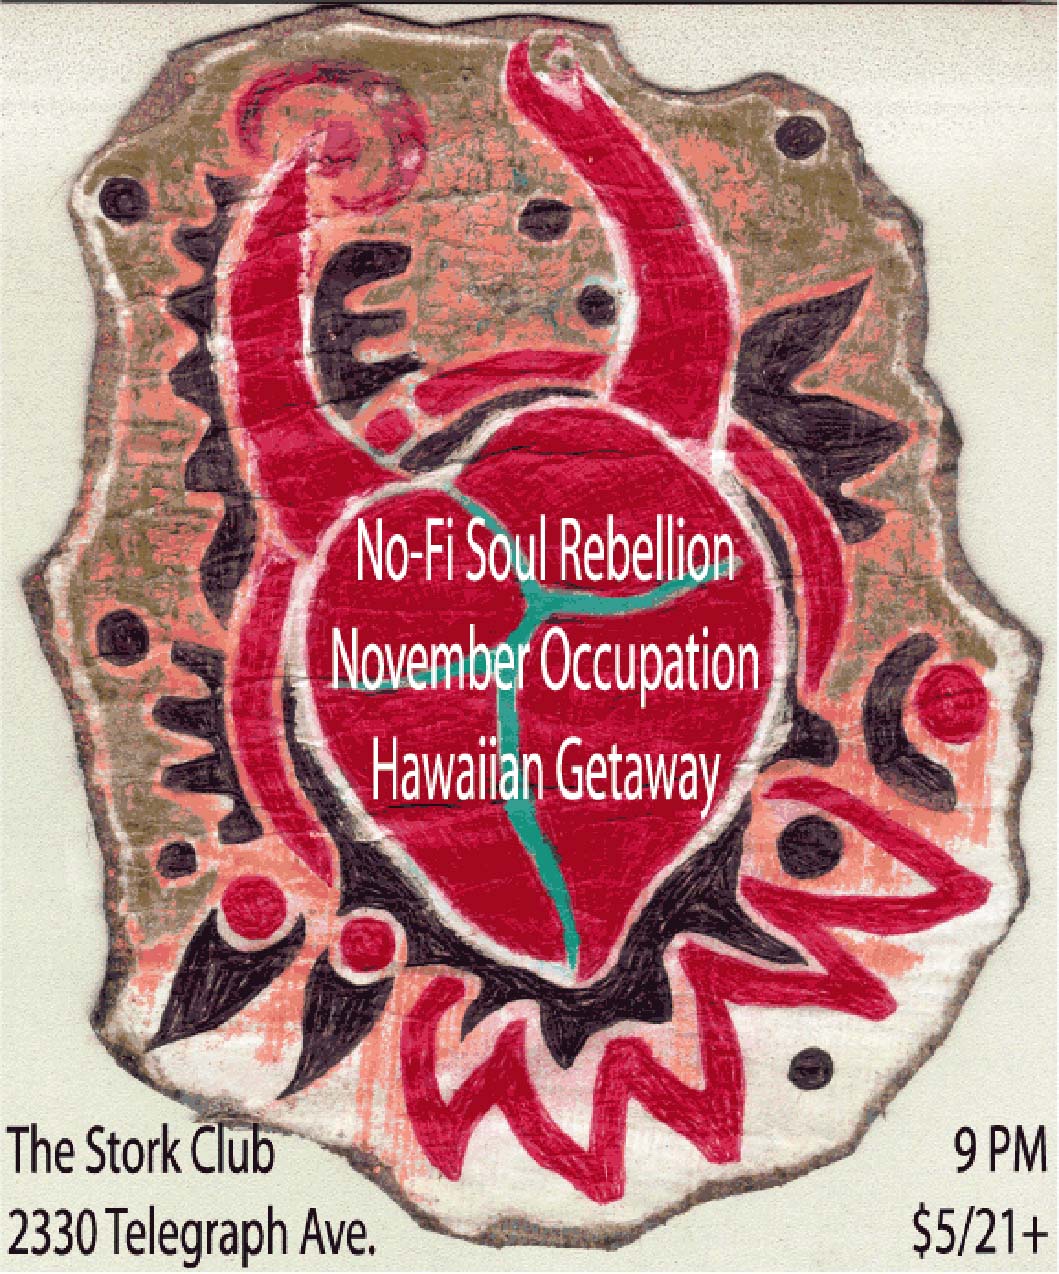 No-Fi Soul Rebellion
November Occupation
Hawaiian Getaway
The Stork Club
9 PM
2330 Telegraph Ave.
$5/21+